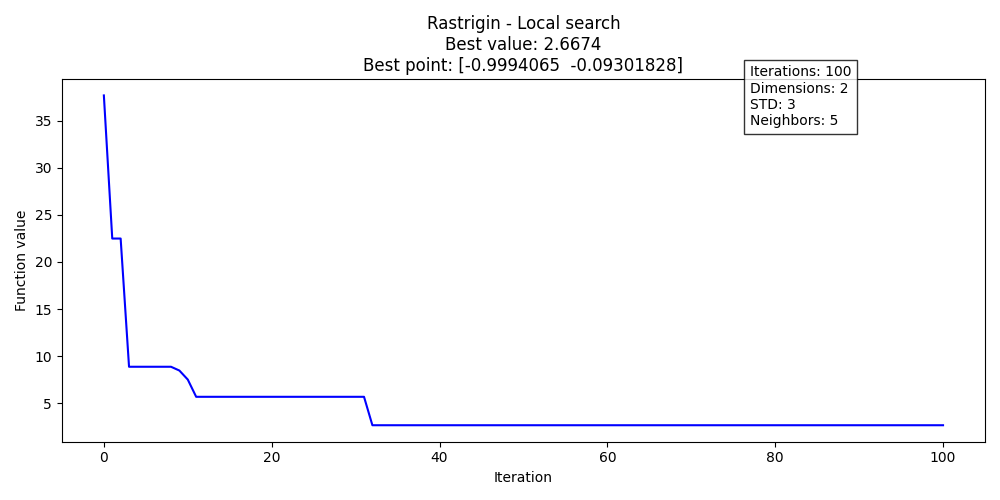 Rastrigin - Local search
Best value: 2.6674
Best point: [-0.9994065  -0.09301828]
Iterations: 100
Dimensions: 2
STD: 3
Neighbors: 5
Function value
35
30
25
20
15
10
5
0
20
40
60
80
100
Iteration